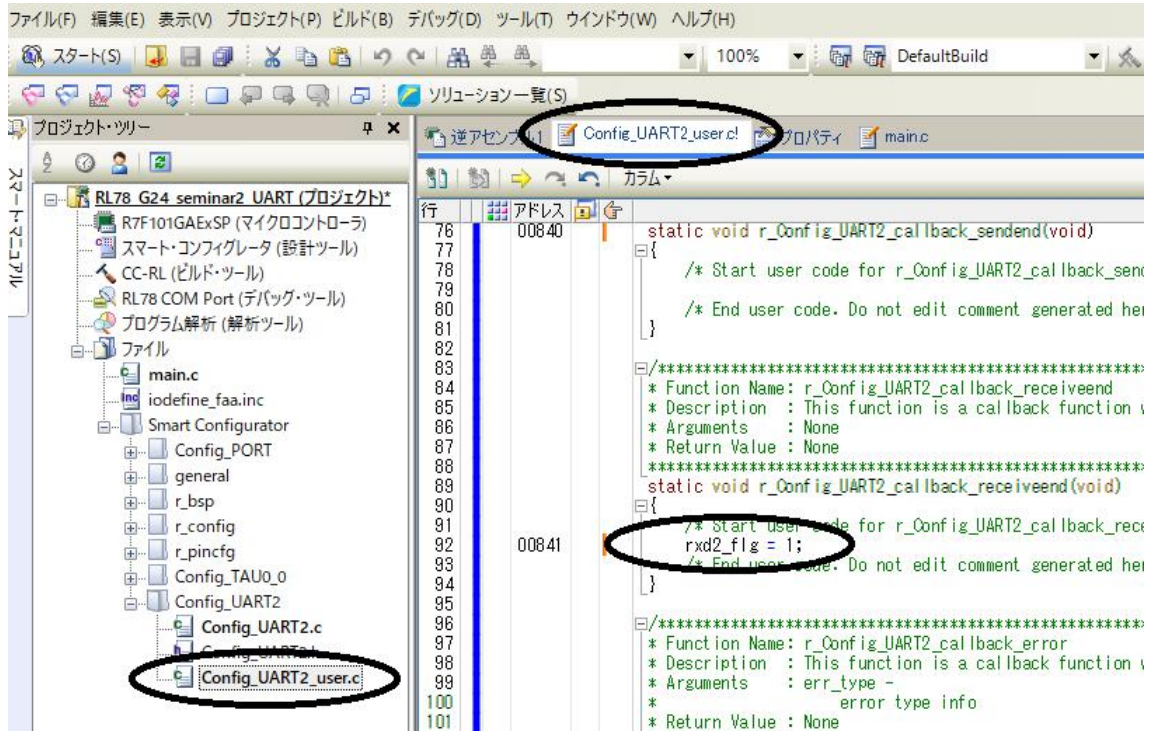 ファイル(F) 編集(E) 表示(V) プロジェクト(P) ビルド(B) デバッグ(D) ツール(T) ウインドウ(W) ヘルプ(H)
スタート(S) 100% DefaultBuild
ソリューション一覧(S)
スマート・マニュアル
プロジェクト・ツリー
RL78_G24_seminar2_UART (プロジェクト)*
R7F101GAExSP (マイクロコントローラ)
スマート・コンフィグレータ (設計ツール)
CC-RL (ビルド・ツール)
RL78 COM Port (デバッグ・ツール)
プログラム解析 (解析ツール)
ファイル
main.c
iodefine_faa.inc
Smart Configurator
Config_PORT
general
r_bsp
r_config
r_pincfg
Config_TAU0_0
Config_UART2
Config_UART2.c
Config_UART2.h
Config_UART2_user.c
逆アセンブル1 Config_UART2_user.c! プロパティ main.c
カラム
行 アドレス
76 00840 static void r_Config_UART2_callback_sendend(void)
77 {
78 /* Start user code for r_Config_UART2_callback_send
79
80 /* End user code. Do not edit comment generated her
81 }
82
83 /*****************************************************
84 * Function Name: r_Config_UART2_callback_receiveend
85 * Description : This function is a callback function w
86 * Arguments : None
87 * Return Value : None
88 *****************************************************
89 static void r_Config_UART2_callback_receiveend(void)
90 {
91 /* Start user code for r_Config_UART2_callback_rece
92 00841 rxd2_flg = 1;
93 /* End user code. Do not edit comment generated her
94 }
95
96 /*****************************************************
97 * Function Name: r_Config_UART2_callback_error
98 * Description : This function is a callback function w
99 * Arguments : err_type -
100 * error type info
101 * Return Value : None